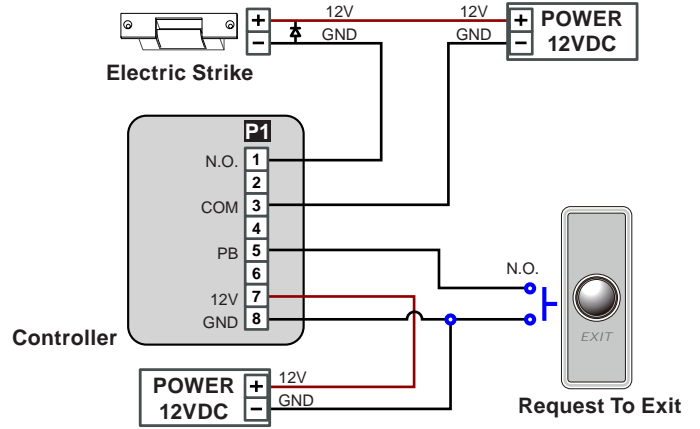 + 12V 12V + POWER
− GND GND − 12VDC
Electric Strike
P1
N.O. 1
2
COM 3
4
PB 5
6
12V 7
GND 8
N.O.
EXIT
Controller
POWER + 12V
12VDC − GND
Request To Exit